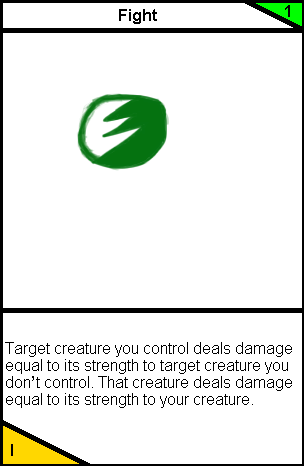 Fight
1
Target creature you control deals damage
equal to its strength to target creature you
don’t control. That creature deals damage
equal to its strength to your creature.
I